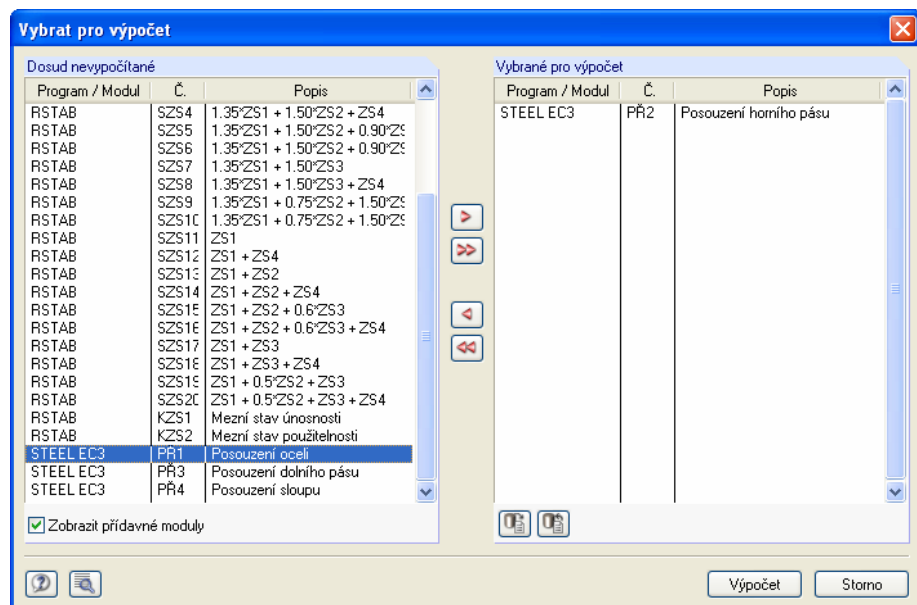 Vybrat pro výpočet
Dosud nevypočítané
Program / Modul Č. Popis
RSTAB SZS4 1.35*ZS1 + 1.50*ZS2 + ZS4
RSTAB SZS5 1.35*ZS1 + 1.50*ZS2 + 0.90*ZS
RSTAB SZS6 1.35*ZS1 + 1.50*ZS2 + 0.90*ZS
RSTAB SZS7 1.35*ZS1 + 1.50*ZS3
RSTAB SZS8 1.35*ZS1 + 1.50*ZS3 + ZS4
RSTAB SZS9 1.35*ZS1 + 0.75*ZS2 + 1.50*ZS
RSTAB SZS10 1.35*ZS1 + 0.75*ZS2 + 1.50*ZS
RSTAB SZS11 ZS1
RSTAB SZS12 ZS1 + ZS4
RSTAB SZS13 ZS1 + ZS2
RSTAB SZS14 ZS1 + ZS2 + ZS4
RSTAB SZS15 ZS1 + ZS2 + 0.6*ZS3
RSTAB SZS16 ZS1 + ZS2 + 0.6*ZS3 + ZS4
RSTAB SZS17 ZS1 + ZS3
RSTAB SZS18 ZS1 + ZS3 + ZS4
RSTAB SZS19 ZS1 + 0.5*ZS2 + ZS3
RSTAB SZS20 ZS1 + 0.5*ZS2 + ZS3 + ZS4
RSTAB KZS1 Mezní stav únosnosti
RSTAB KZS2 Mezní stav použitelnosti
STEEL EC3 PŘ1 Posouzení oceli
STEEL EC3 PŘ3 Posouzení dolního pásu
STEEL EC3 PŘ4 Posouzení sloupu
Zobrazit přídavné moduly
Vybrané pro výpočet
Program / Modul Č. Popis
STEEL EC3 PŘ2 Posouzení horního pásu
Výpočet Storno